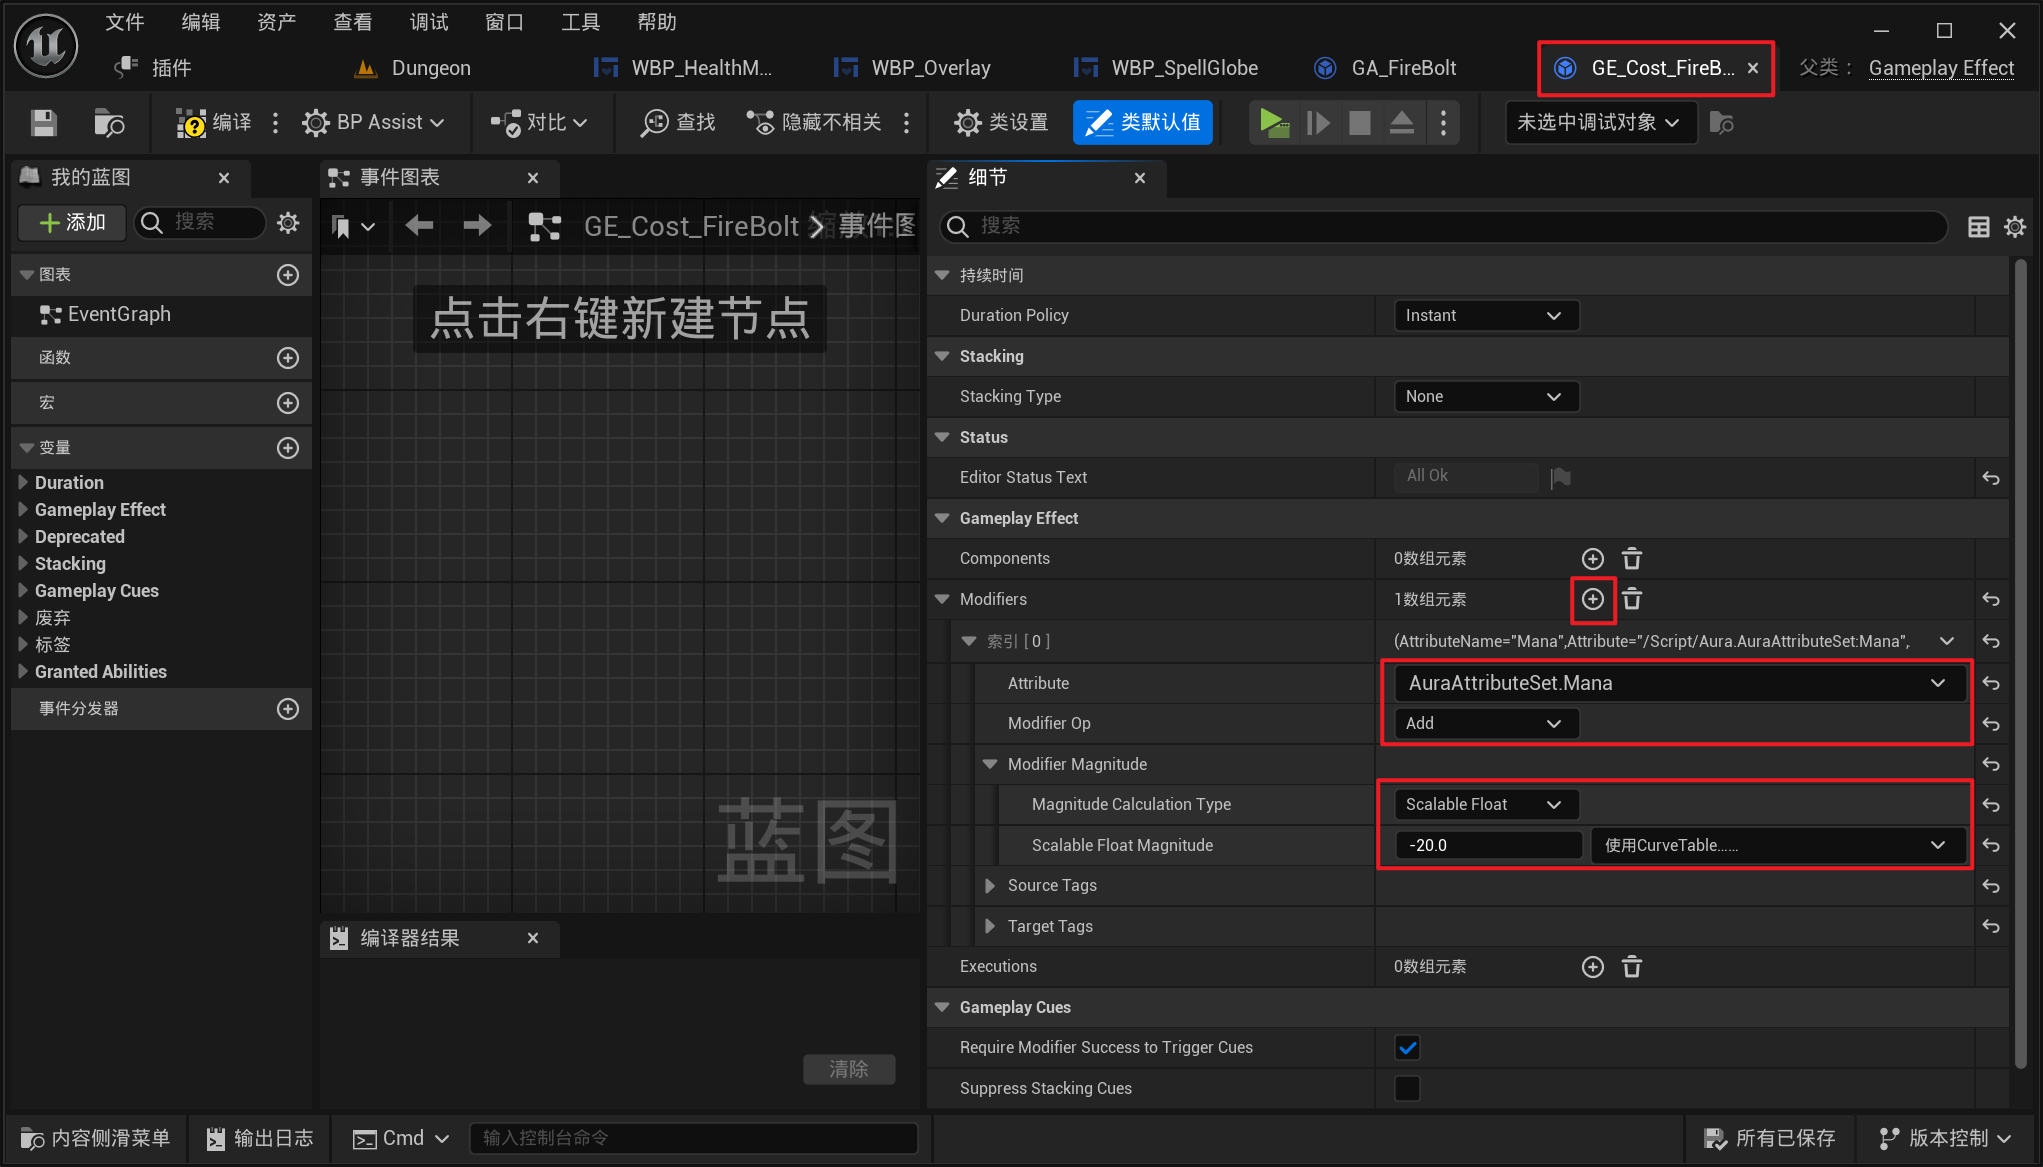 文件 编辑 资产 查看 调试 窗口 工具 帮助
插件 Dungeon WBP_HealthM... WBP_Overlay WBP_SpellGlobe GA_FireBolt GE_Cost_FireB... 父类： Gameplay Effect
编译 BP Assist 对比 查找 隐藏不相关 类设置 类默认值 未选中调试对象
我的蓝图
添加 搜索
图表
EventGraph
函数
宏
变量
Duration
Gameplay Effect
Deprecated
Stacking
Gameplay Cues
废弃
标签
Granted Abilities
事件分发器
事件图表
GE_Cost_FireBolt 事件图
点击右键新建节点
蓝图
编译器结果
清除
细节
搜索
持续时间
Duration Policy Instant
Stacking
Stacking Type None
Status
Editor Status Text All Ok
Gameplay Effect
Components 0数组元素
Modifiers 1数组元素
索引 [ 0 ] (AttributeName="Mana",Attribute="/Script/Aura.AuraAttributeSet:Mana",
Attribute AuraAttributeSet.Mana
Modifier Op Add
Modifier Magnitude
Magnitude Calculation Type Scalable Float
Scalable Float Magnitude -20.0 使用CurveTable......
Source Tags
Target Tags
Executions 0数组元素
Gameplay Cues
Require Modifier Success to Trigger Cues
Suppress Stacking Cues
内容侧滑菜单 输出日志 Cmd 输入控制台命令 所有已保存 版本控制